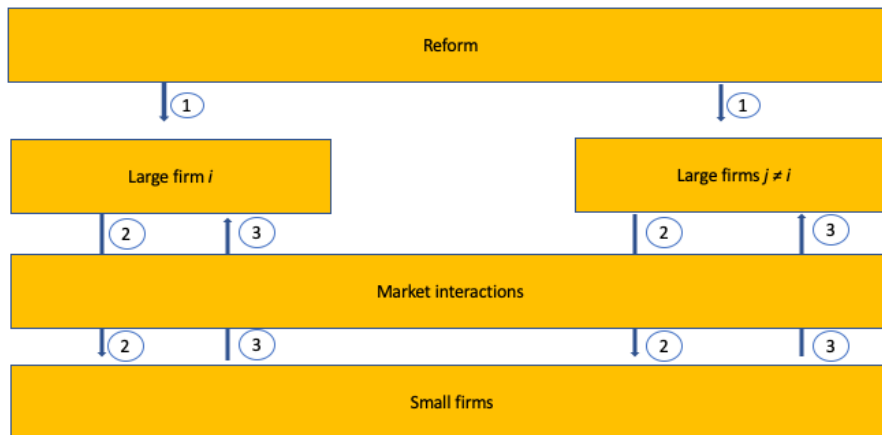 Reform
1
1
Large firm i
Large firms j ≠ i
2
3
2
3
Market interactions
2
3
2
3
Small firms